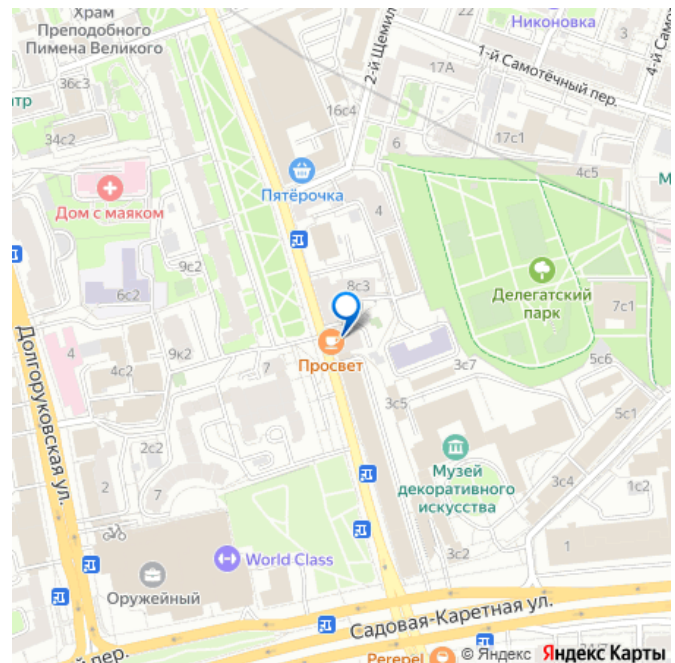 Храм
Преподобного
Пимена Великого
22
Никоновка
3
4-й Само
2-й Щемил
17А
1-й Самотёчный пер.
36с3
тр
16с4
34с2
6
17с1
4с5
М
Пятёрочка
Дом с маяком
4
9с2
8с3
6с2
Делегатский
парк
7с1
Долгоруковская ул.
4
9к2
4с2
7
Просвет
3с7
5с6
3с5
5с1
2с2
2
7
Музей
декоративного
искусства
3с4
1с2
World Class
3с2
1
Оружейный
Садовая-Каретная ул.
пер.
Perepel
© Яндекс Яндекс Карты